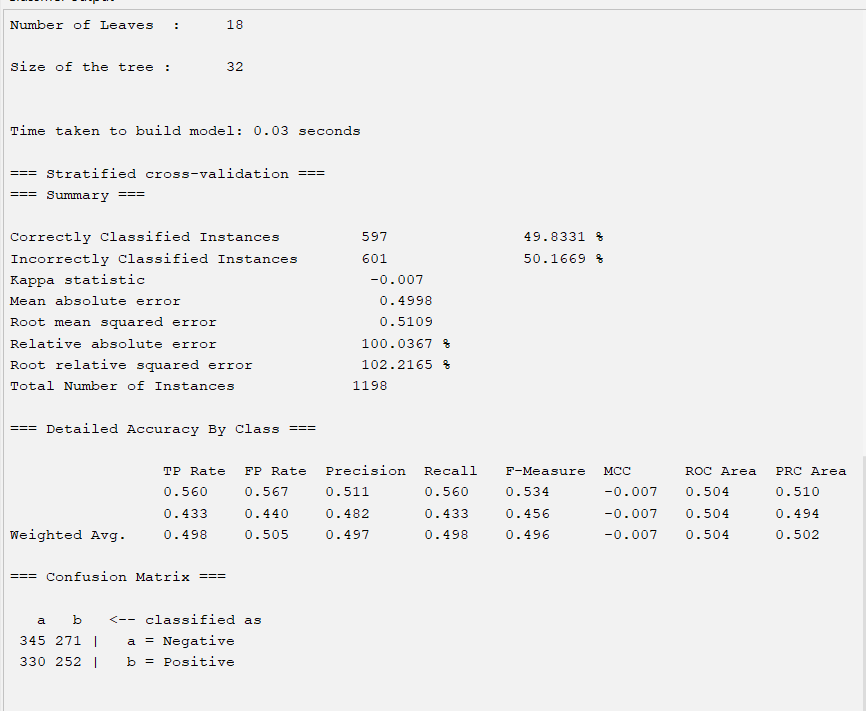 Number of Leaves  :     18
Size of the tree :      32
Time taken to build model: 0.03 seconds
=== Stratified cross-validation ===
=== Summary ===
Correctly Classified Instances         597               49.8331 %
Incorrectly Classified Instances       601               50.1669 %
Kappa statistic                         -0.007
Mean absolute error                      0.4998
Root mean squared error                  0.5109
Relative absolute error                100.0367 %
Root relative squared error            102.2165 %
Total Number of Instances             1198
=== Detailed Accuracy By Class ===
                 TP Rate  FP Rate  Precision  Recall   F-Measure  MCC      ROC Area  PRC Area
                 0.560    0.567    0.511      0.560    0.534      -0.007   0.504     0.510
                 0.433    0.440    0.482      0.433    0.456      -0.007   0.504     0.494
Weighted Avg.    0.498    0.505    0.497      0.498    0.496      -0.007   0.504     0.502
=== Confusion Matrix ===
   a   b   <-- classified as
 345 271 |   a = Negative
 330 252 |   b = Positive